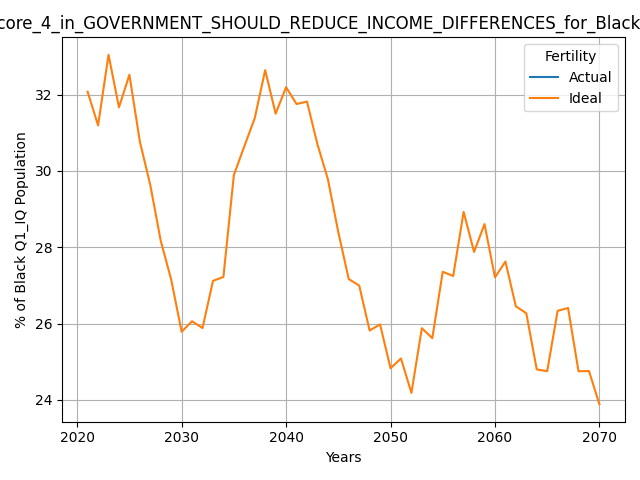 core_4_in_GOVERNMENT_SHOULD_REDUCE_INCOME_DIFFERENCES_for_Black
Fertility
Actual
Ideal
% of Black Q1_IQ Population
32
30
28
26
24
2020 2030 2040 2050 2060 2070
Years